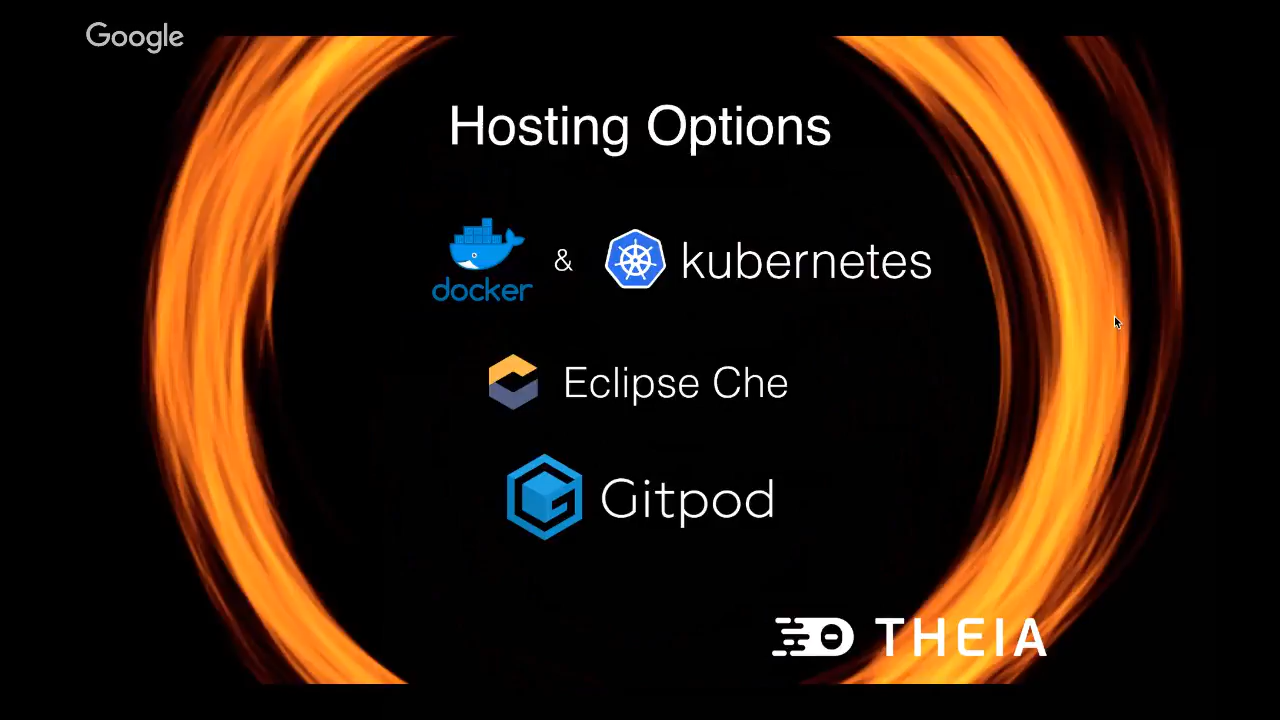 Google
Hosting Options
docker & kubernetes
Eclipse Che
Gitpod
THEIA